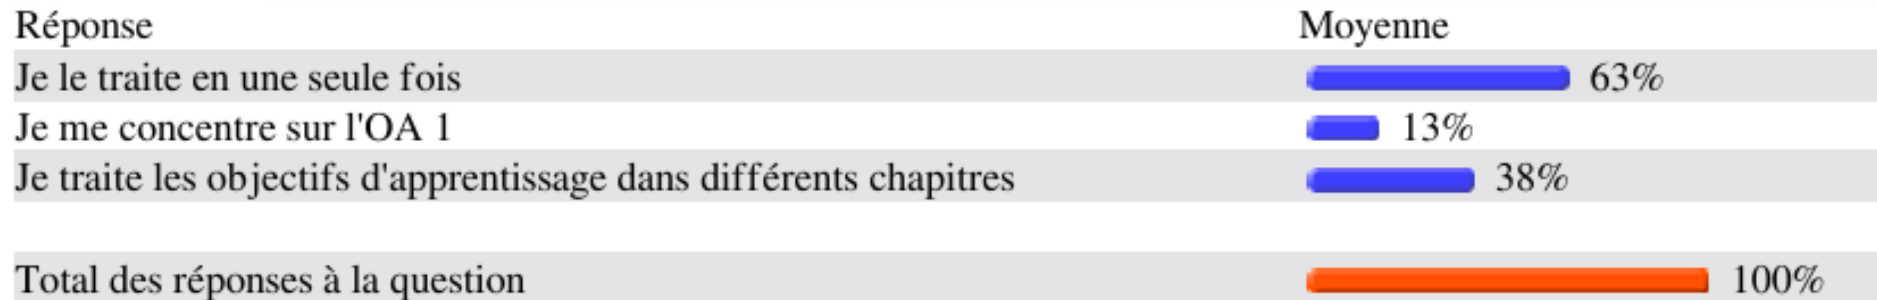 Réponse Moyenne
Je le traite en une seule fois 63%
Je me concentre sur l'OA 1 13%
Je traite les objectifs d'apprentissage dans différents chapitres 38%
Total des réponses à la question 100%